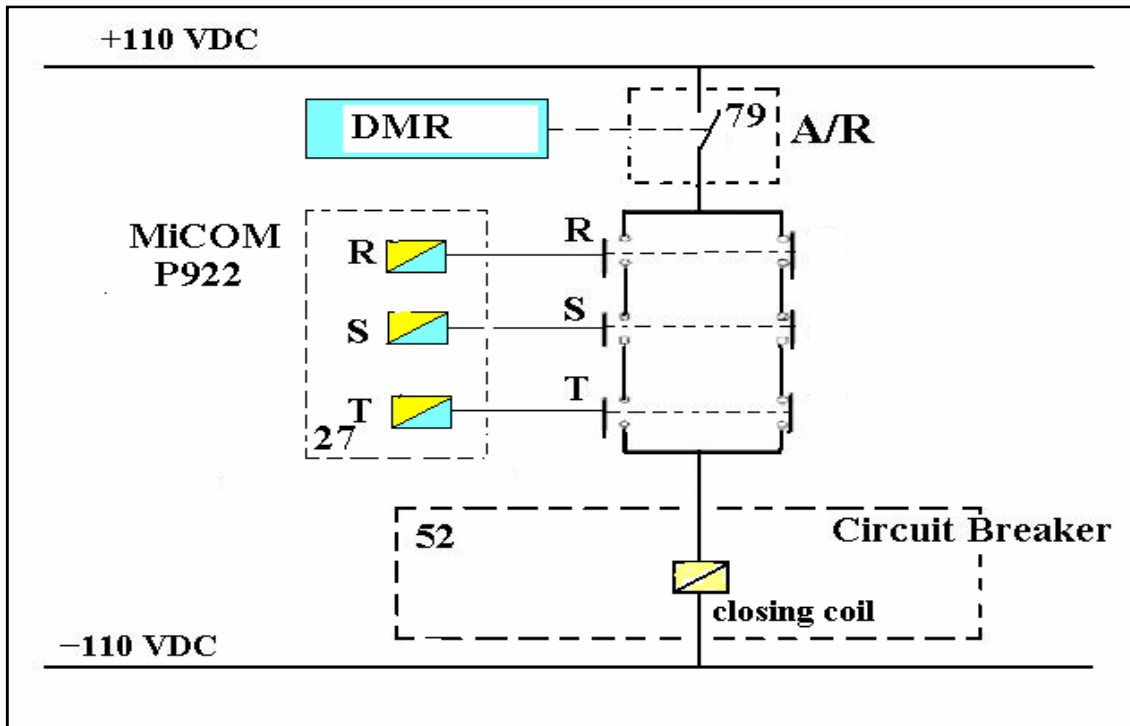 +110 VDC
DMR
79
A/R
MiCOM
P922
R
S
T
27
R
S
T
52
Circuit Breaker
closing coil
−110 VDC